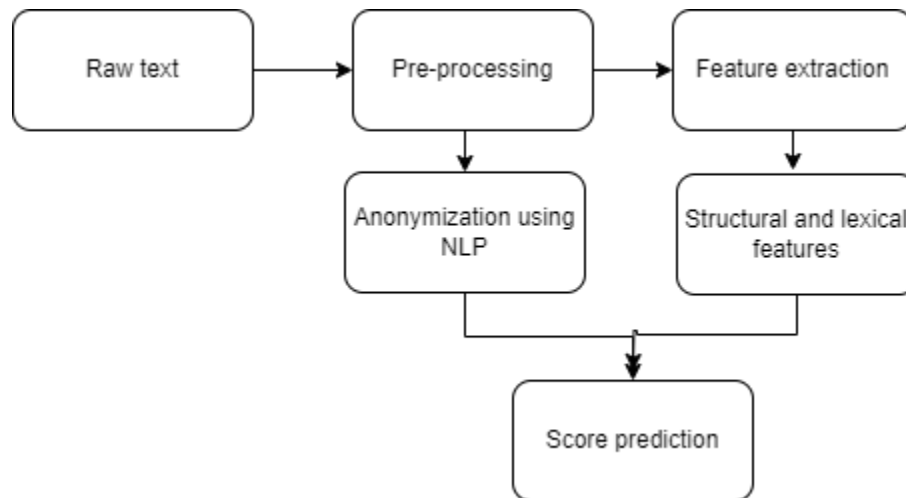 Raw text
Pre-processing
Feature extraction
Anonymization using
NLP
Structural and lexical
features
Score prediction